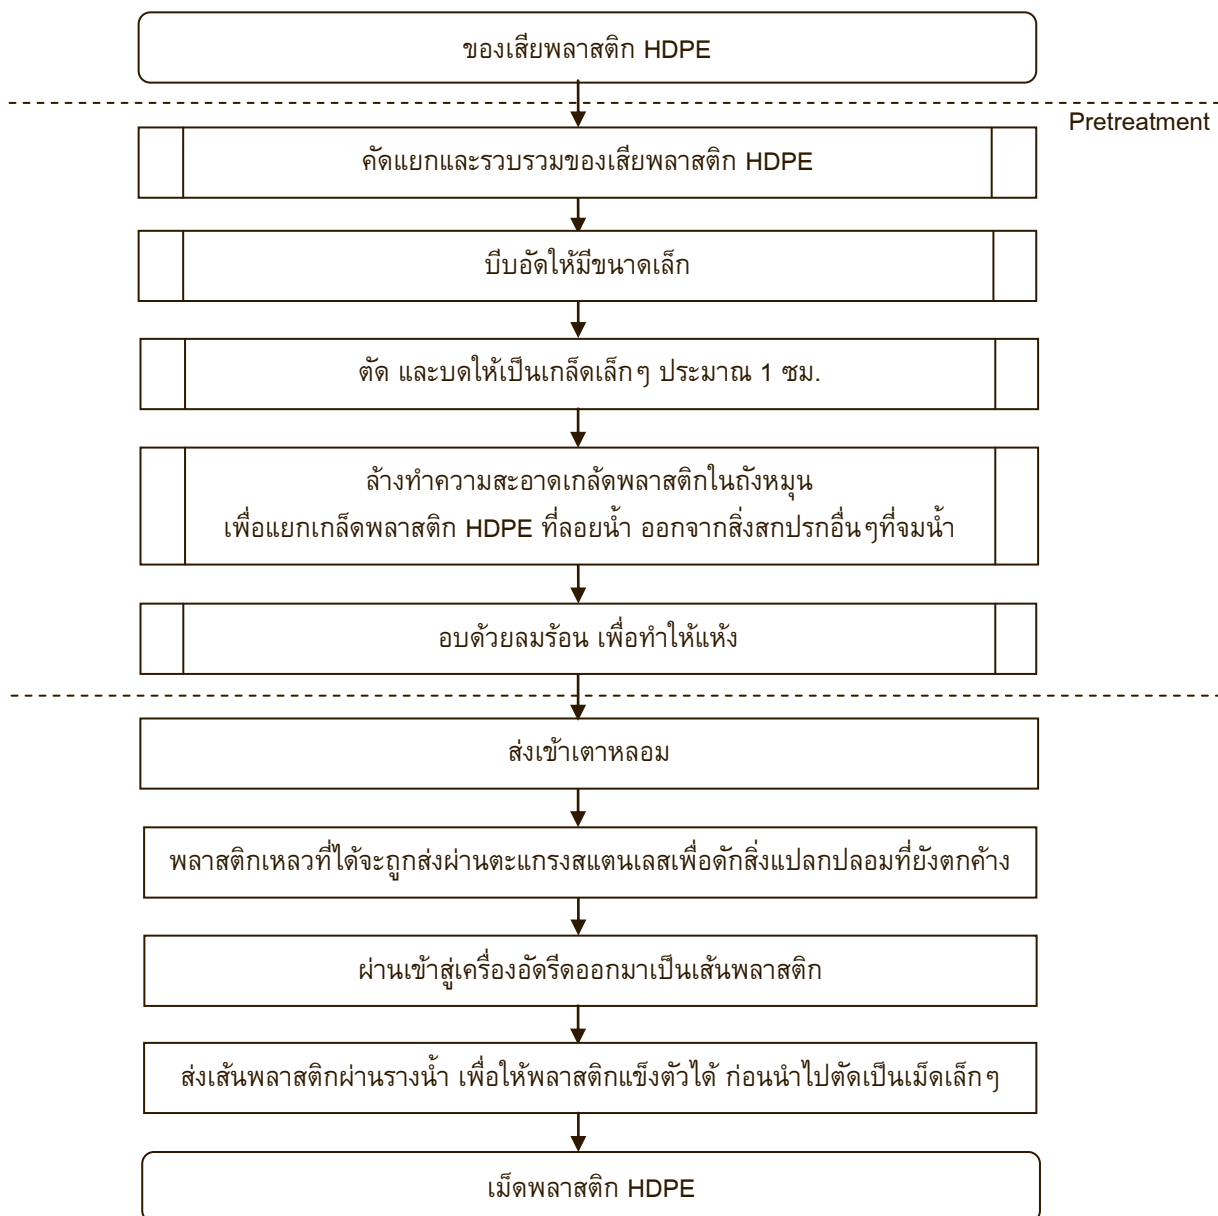 ของเสียพลาสติก HDPE
Pretreatment
คัดแยกและรวบรวมของเสียพลาสติก HDPE
บีบอัดให้มีขนาดเล็ก
ตัด และบดให้เป็นเกล็ดเล็กๆ ประมาณ 1 ซม.
ล้างทำความสะอาดเกล้ดพลาสติกในถังหมุน
เพื่อแยกเกล็ดพลาสติก HDPE ที่ลอยน้ำ ออกจากสิ่งสกปรกอื่นๆที่จมน้ำ
อบด้วยลมร้อน เพื่อทำให้แห้ง
ส่งเข้าเตาหลอม
พลาสติกเหลวที่ได้จะถูกส่งผ่านตะแกรงสแตนเลสเพื่อดักสิ่งแปลกปลอมที่ยังตกค้าง
ผ่านเข้าสู่เครื่องอัดรีดออกมาเป็นเส้นพลาสติก
ส่งเส้นพลาสติกผ่านรางน้ำ เพื่อให้พลาสติกแข็งตัวได้ ก่อนนำไปตัดเป็นเม็ดเล็กๆ
เม็ดพลาสติก HDPE